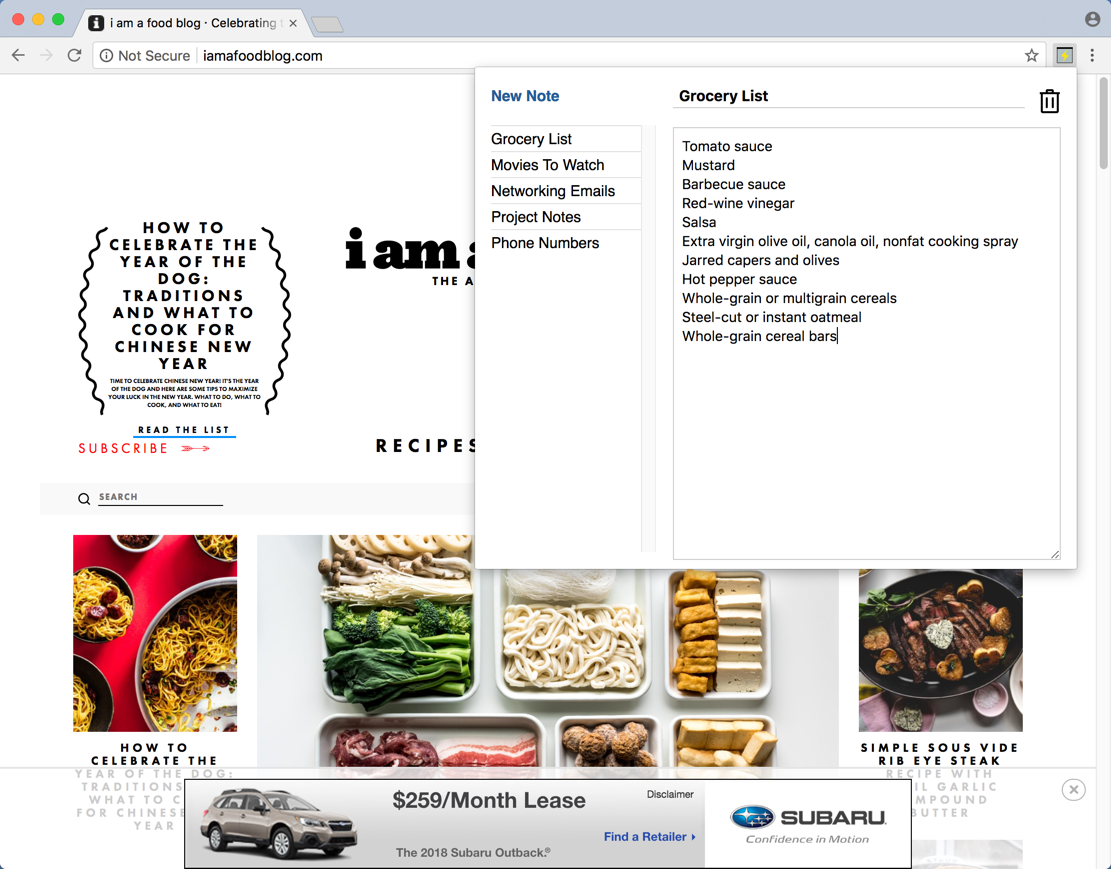 i am a food blog · Celebrating t
Not Secure
iamafoodblog.com
New Note
Grocery List
Movies To Watch
Networking Emails
Project Notes
Phone Numbers
Grocery List
Tomato sauce
Mustard
Barbecue sauce
Red-wine vinegar
Salsa
Extra virgin olive oil, canola oil, nonfat cooking spray
Jarred capers and olives
Hot pepper sauce
Whole-grain or multigrain cereals
Steel-cut or instant oatmeal
Whole-grain cereal bars
HOW TO
CELEBRATE THE
YEAR OF THE
DOG:
TRADITIONS
AND WHAT TO
COOK FOR
CHINESE NEW
YEAR
TIME TO CELEBRATE CHINESE NEW YEAR! IT'S THE YEAR
OF THE DOG AND HERE ARE SOME TIPS TO MAXIMIZE
YOUR LUCK IN THE NEW YEAR. WHAT TO DO, WHAT TO
COOK, AND WHAT TO EAT!
READ THE LIST
SUBSCRIBE
i am a
THE A
RECIPES
SEARCH
HOW TO
CELEBRATE THE
YEAR OF THE DOG:
TRADITIONS
WHAT TO C
FOR CHINESE
YEAR
SIMPLE SOUS VIDE
RIB EYE STEAK
RECIPE WITH
IL GARLIC
MPOUND
BUTTER
$259/Month Lease
Disclaimer
Find a Retailer
The 2018 Subaru Outback.®
SUBARU
Confidence in Motion